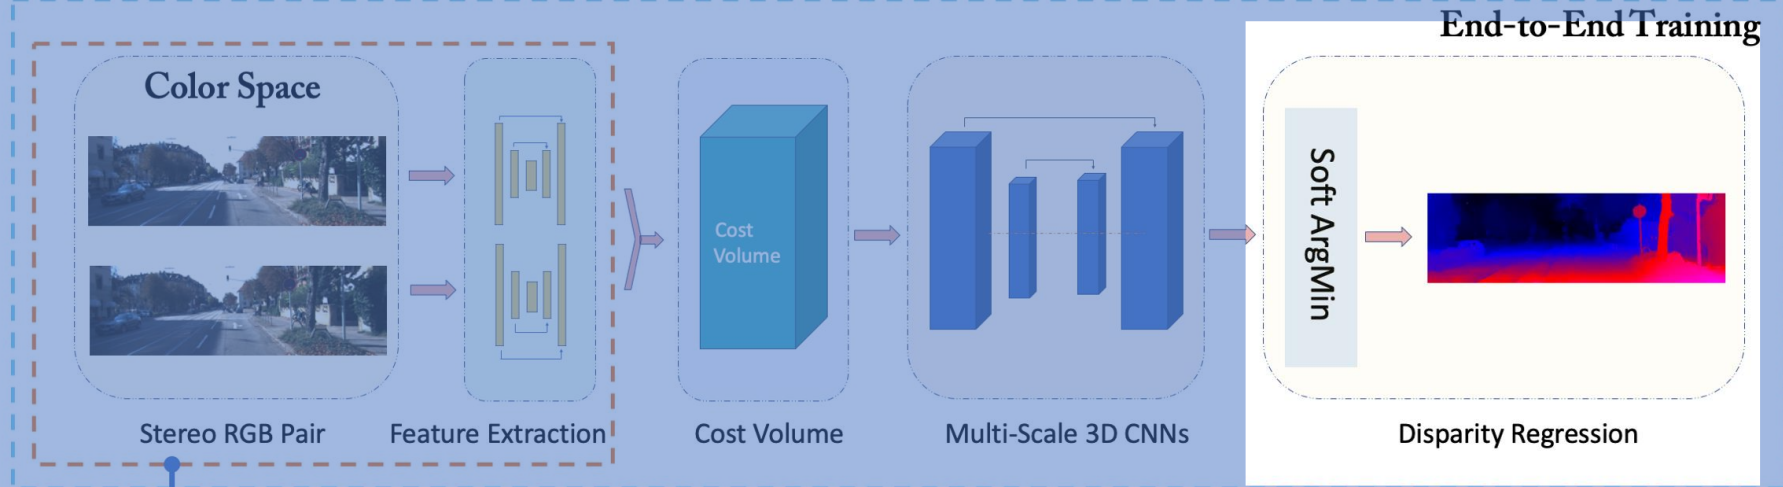 End-to-End Training
Color Space
Cost
Volume
Soft ArgMin
Stereo RGB Pair
Feature Extraction
Cost Volume
Multi-Scale 3D CNNs
Disparity Regression